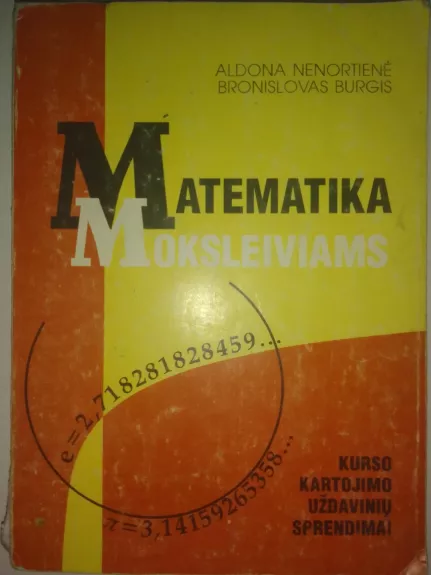 ALDONA NENORTIENĖ
BRONISLOVAS BURGIS
MATEMATIKA
MOKSLEIVIAMS
e=2,718281828459...
π=3,14159265358...
KURSO
KARTOJIMO
UŽDAVINIŲ
SPRENDIMAI